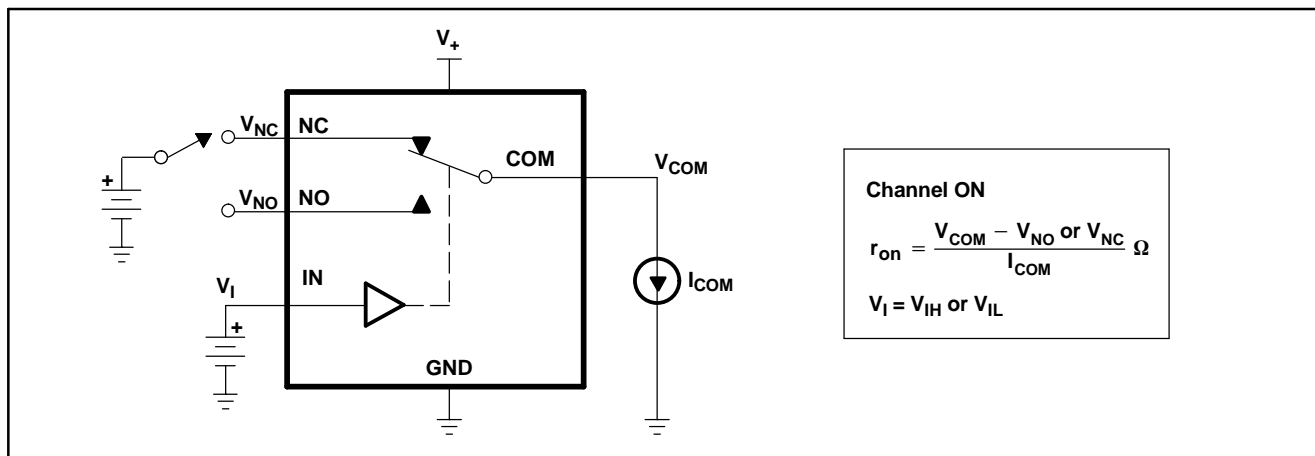 V+
VNC NC
COM
VCOM
+
VNO NO
VI IN
+
ICOM
GND
Channel ON
ron = VCOM − VNO or VNC / ICOM Ω
VI = VIH or VIL